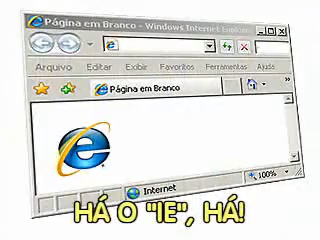 Página em Branco - Windows Internet Explorer
Arquivo Editar Exibir Favoritos Ferramentas Ajuda
Página em Branco
Internet 100%
HÁ O "IE", HÁ!